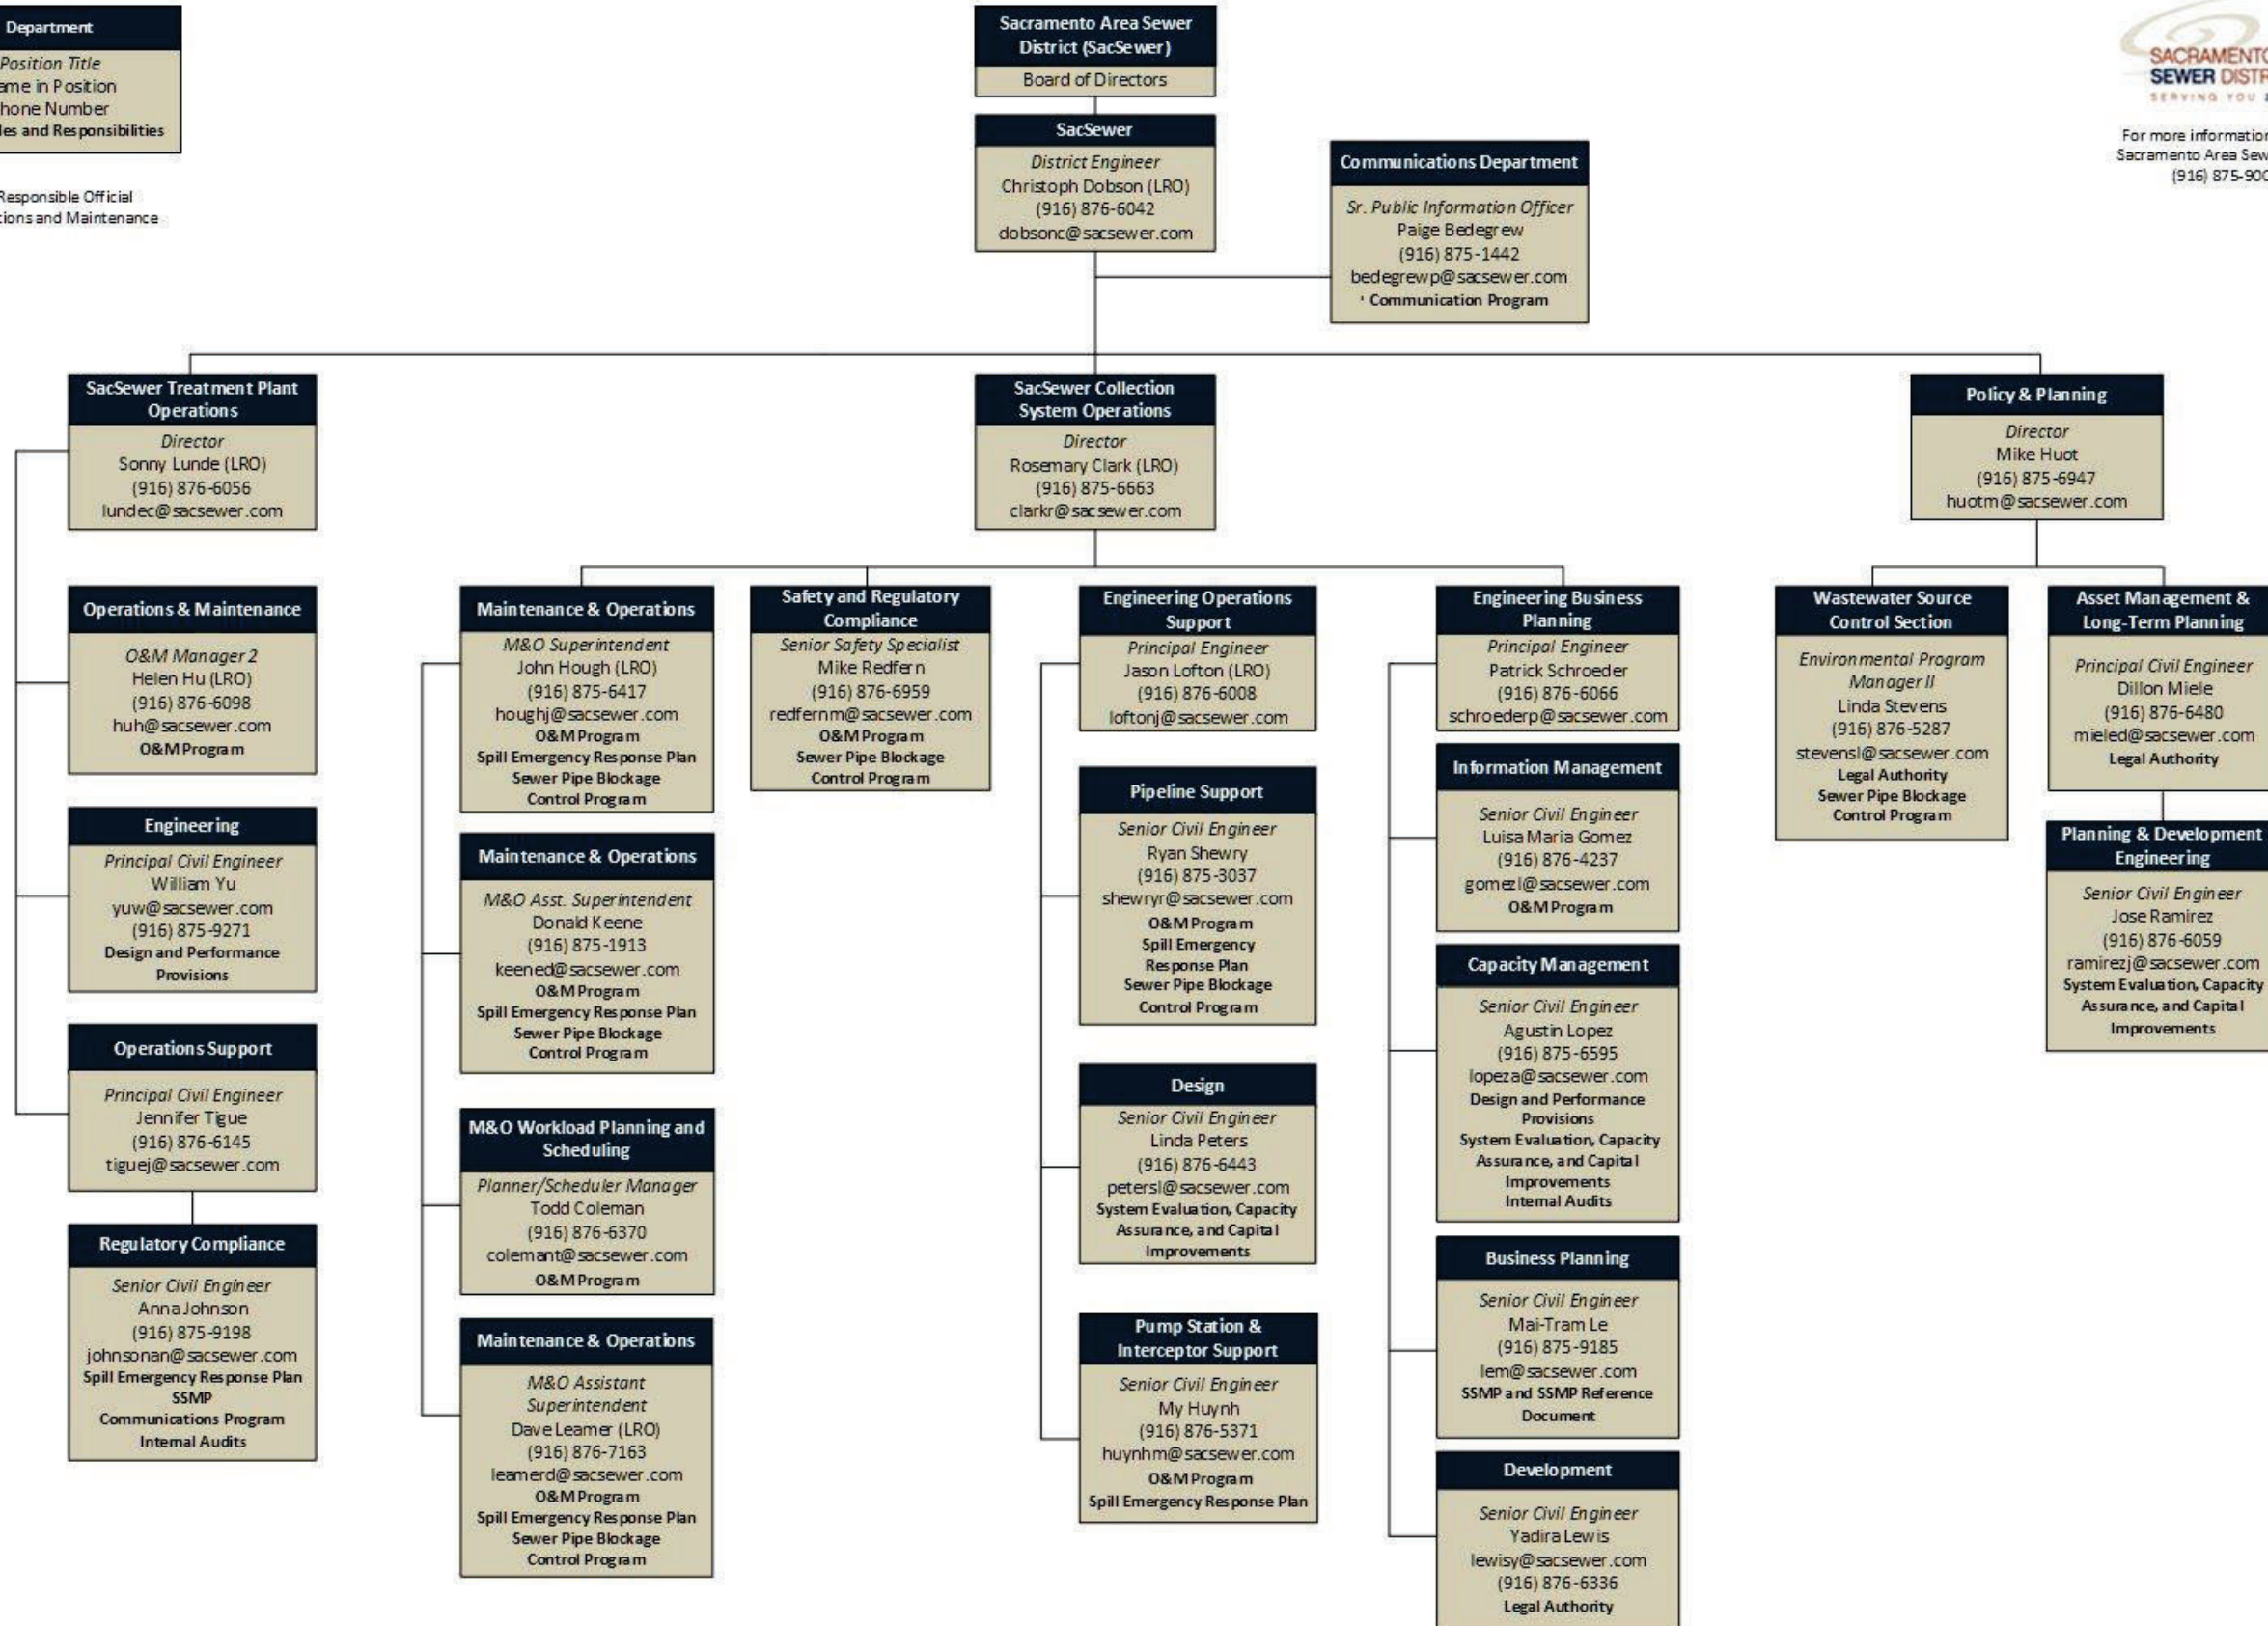 Department
Position Title
ame in Position
hone Number
les and Responsibilities
Responsible Official
tions and Maintenance
Sacramento Area Sewer
District (SacSewer)
Board of Directors
SacSewer
District Engineer
Christoph Dobson (LRO)
(916) 876-6042
dobsonc@sacsewer.com
Communications Department
Sr. Public Information Officer
Paige Bedegrew
(916) 875-1442
bedegrewp@sacsewer.com
' Communication Program
SACRAMENTO
SEWER DISTR
SERVING YOU
For more information
Sacramento Area Sew
(916) 875-900
SacSewer Treatment Plant
Operations
Director
Sonny Lunde (LRO)
(916) 876-6056
lundec@sacsewer.com
Operations & Maintenance
O&M Manager 2
Helen Hu (LRO)
(916) 876-6098
huh@sacsewer.com
O&M Program
Engineering
Principal Civil Engineer
William Yu
yuw@sacsewer.com
(916) 875-9271
Design and Performance
Provisions
Operations Support
Principal Civil Engineer
Jennifer Tigue
(916) 876-6145
tiguej@sacsewer.com
Regulatory Compliance
Senior Civil Engineer
Anna Johnson
(916) 875-9198
johnsonan@sacsewer.com
Spill Emergency Response Plan
SSMP
Communications Program
Internal Audits
SacSewer Collection
System Operations
Director
Rosemary Clark (LRO)
(916) 875-6663
clarkr@sacsewer.com
Maintenance & Operations
M&O Superintendent
John Hough (LRO)
(916) 875-6417
houghj@sacsewer.com
O&M Program
Spill Emergency Response Plan
Sewer Pipe Blockage
Control Program
Maintenance & Operations
M&O Asst. Superintendent
Donald Keene
(916) 875-1913
keened@sacsewer.com
O&M Program
Spill Emergency Response Plan
Sewer Pipe Blockage
Control Program
M&O Workload Planning and
Scheduling
Planner/Scheduler Manager
Todd Coleman
(916) 876-6370
colemant@sacsewer.com
O&M Program
Maintenance & Operations
M&O Assistant
Superintendent
Dave Leamer (LRO)
(916) 876-7163
leamerd@sacsewer.com
O&M Program
Spill Emergency Response Plan
Sewer Pipe Blockage
Control Program
Safety and Regulatory
Compliance
Senior Safety Specialist
Mike Redfern
(916) 876-6959
redfernm@sacsewer.com
O&M Program
Sewer Pipe Blockage
Control Program
Engineering Operations
Support
Principal Engineer
Jason Lofton (LRO)
(916) 876-6008
loftonj@sacsewer.com
Pipeline Support
Senior Civil Engineer
Ryan Shewry
(916) 875-3037
shewryr@sacsewer.com
O&M Program
Spill Emergency
Response Plan
Sewer Pipe Blockage
Control Program
Design
Senior Civil Engineer
Linda Peters
(916) 876-6443
petersl@sacsewer.com
System Evaluation, Capacity
Assurance, and Capital
Improvements
Pump Station &
Interceptor Support
Senior Civil Engineer
My Huynh
(916) 876-5371
huynhm@sacsewer.com
O&M Program
Spill Emergency Response Plan
Engineering Business
Planning
Principal Engineer
Patrick Schroeder
(916) 876-6066
schroederp@sacsewer.com
Information Management
Senior Civil Engineer
Luisa Maria Gomez
(916) 876-4237
gomezl@sacsewer.com
O&M Program
Capacity Management
Senior Civil Engineer
Agustin Lopez
(916) 875-6595
lopeza@sacsewer.com
Design and Performance
Provisions
System Evaluation, Capacity
Assurance, and Capital
Improvements
Internal Audits
Business Planning
Senior Civil Engineer
Mai-Tram Le
(916) 875-9185
lem@sacsewer.com
SSMP and SSMP Reference
Document
Development
Senior Civil Engineer
Yadira Lewis
lewisy@sacsewer.com
(916) 876-6336
Legal Authority
Policy & Planning
Director
Mike Huot
(916) 875-6947
huotm@sacsewer.com
Wastewater Source
Control Section
Environmental Program
Manager II
Linda Stevens
(916) 876-5287
stevensl@sacsewer.com
Legal Authority
Sewer Pipe Blockage
Control Program
Asset Management &
Long-Term Planning
Principal Civil Engineer
Dillon Miele
(916) 876-6480
mieled@sacsewer.com
Legal Authority
Planning & Development
Engineering
Senior Civil Engineer
Jose Ramirez
(916) 876-6059
ramirezj@sacsewer.com
System Evaluation, Capacity
Assurance, and Capital
Improvements